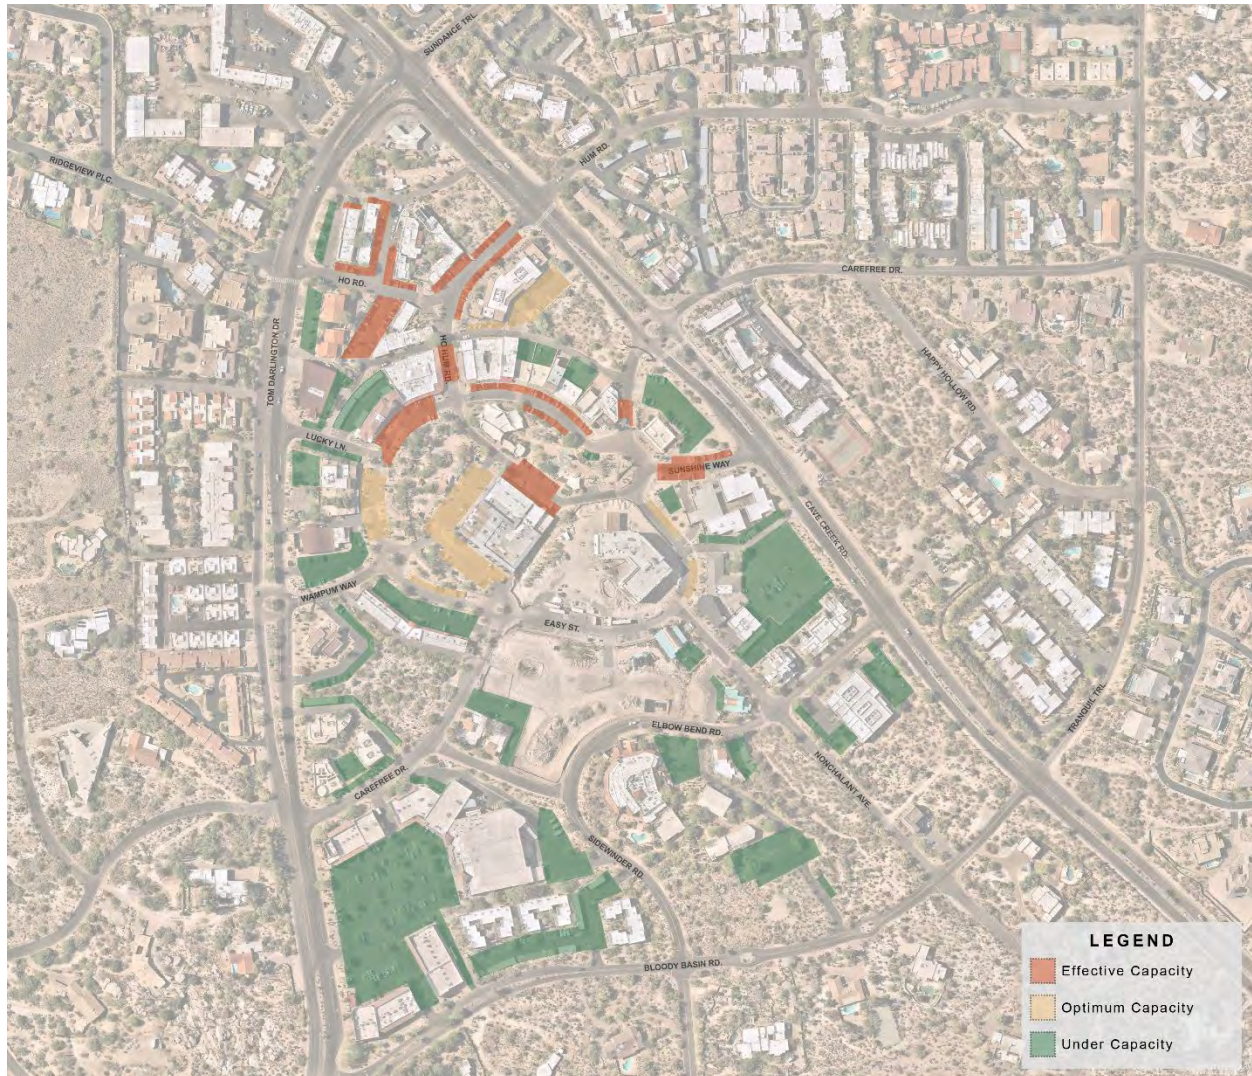 SUNDANCE TRL.
HUM RD.
RIDGEVIEW PLC.
CAREFREE DR.
HO RD.
TOM DARLINGTON DR
HO HUM RD.
HAPPY HOLLOW RD.
LUCKY LN
SUNSHINE WAY
CAVE CREEK RD.
WAMPUM WAY
EASY ST.
TRANQUIL TRL.
ELBOW BEND RD.
NONCHALANT AVE.
CAREFREE DR.
SIDEWINDER RD.
BLOODY BASIN RD.
LEGEND
Effective Capacity
Optimum Capacity
Under Capacity